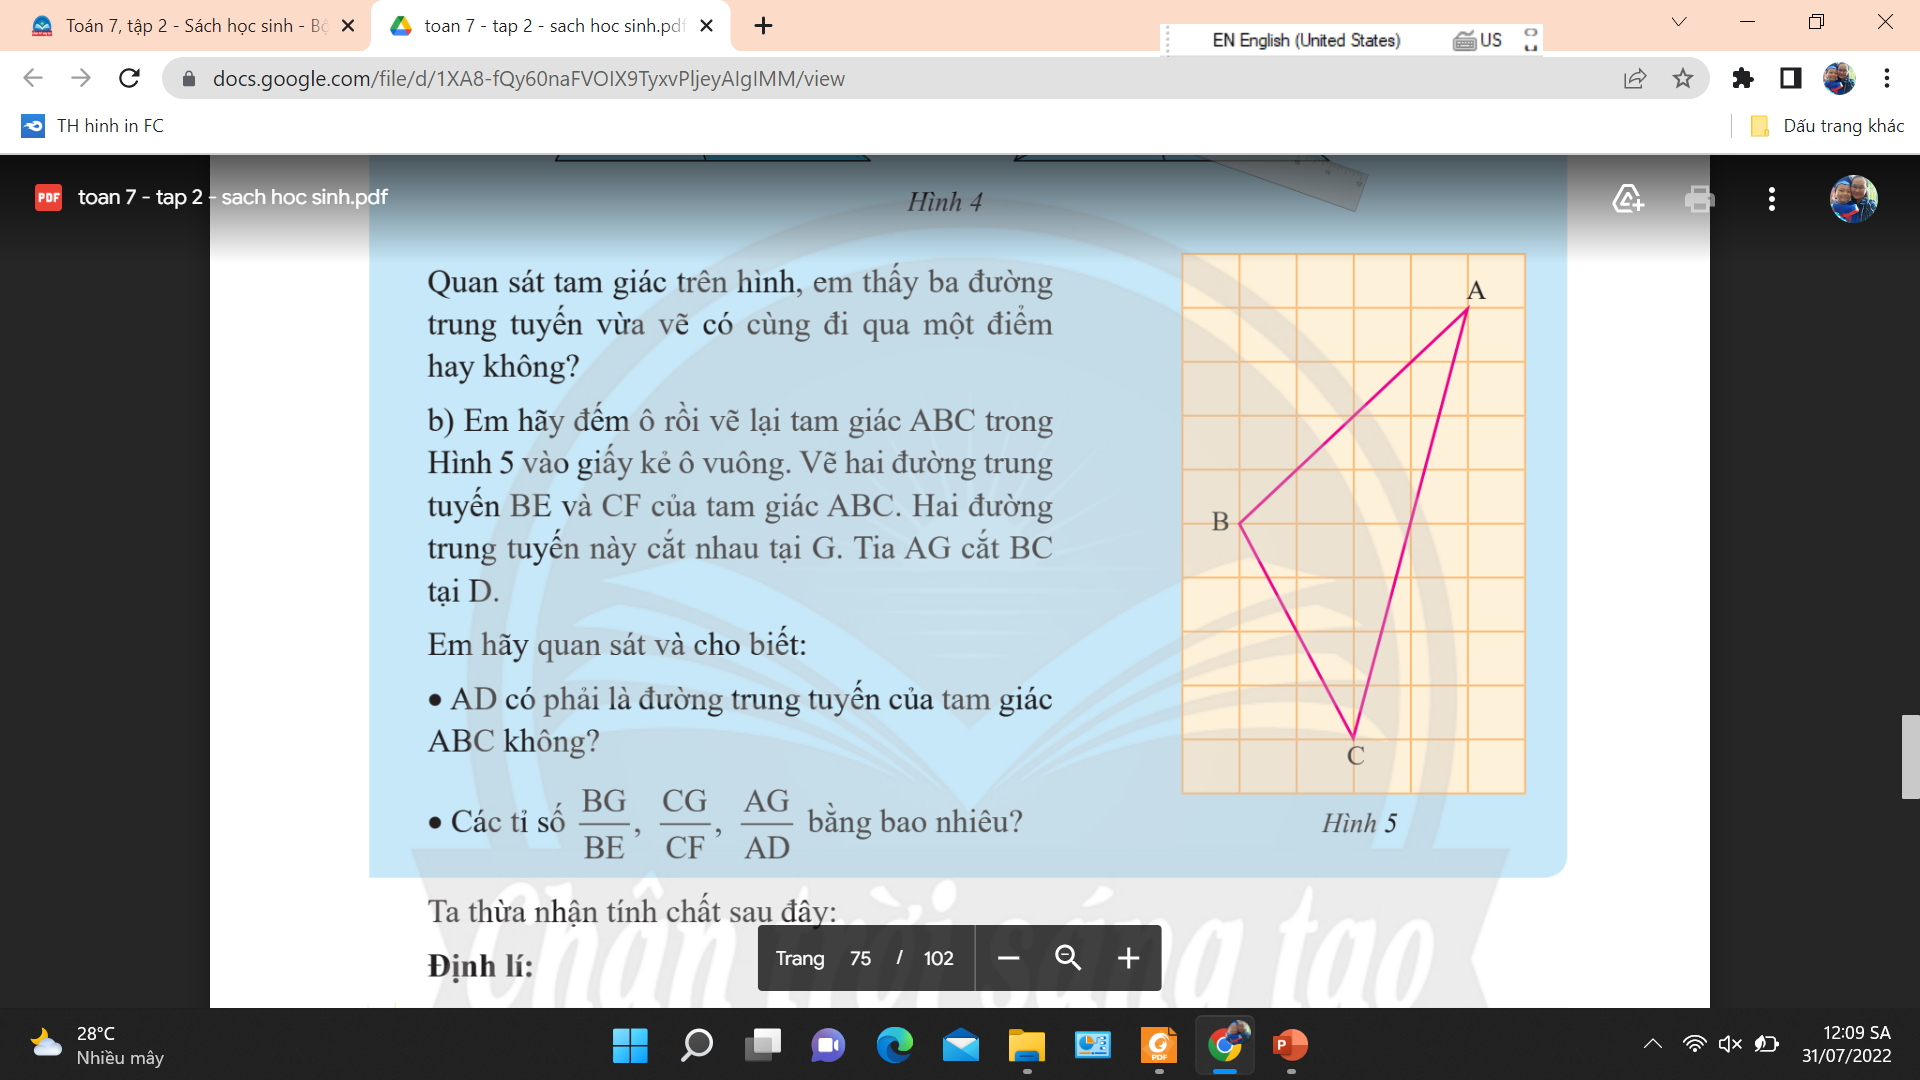 Toán 7, tập 2 - Sách học sinh - Bộ
toan 7 - tap 2 - sach hoc sinh.pdf
EN English (United States)
US
docs.google.com/file/d/1XA8-fQy60naFVOIX9TyxvPljeyAIgIMM/view
TH hinh in FC
Dấu trang khác
PDF
toan 7 - tap 2 - sach hoc sinh.pdf
Hình 4
Quan sát tam giác trên hình, em thấy ba đường
trung tuyến vừa vẽ có cùng đi qua một điểm
hay không?
b) Em hãy đếm ô rồi vẽ lại tam giác ABC trong
Hình 5 vào giấy kẻ ô vuông. Vẽ hai đường trung
tuyến BE và CF của tam giác ABC. Hai đường
trung tuyến này cắt nhau tại G. Tia AG cắt BC
tại D.
Em hãy quan sát và cho biết:
• AD có phải là đường trung tuyến của tam giác
ABC không?
• Các tỉ số BG/BE, CG/CF, AG/AD bằng bao nhiêu?
A
B
C
Hình 5
Ta thừa nhận tính chất sau đây:
Định lí:
Chân trời sáng tạo
Trang 75 / 102
28°C
Nhiều mây
PDF
P
12:09 SA
31/07/2022